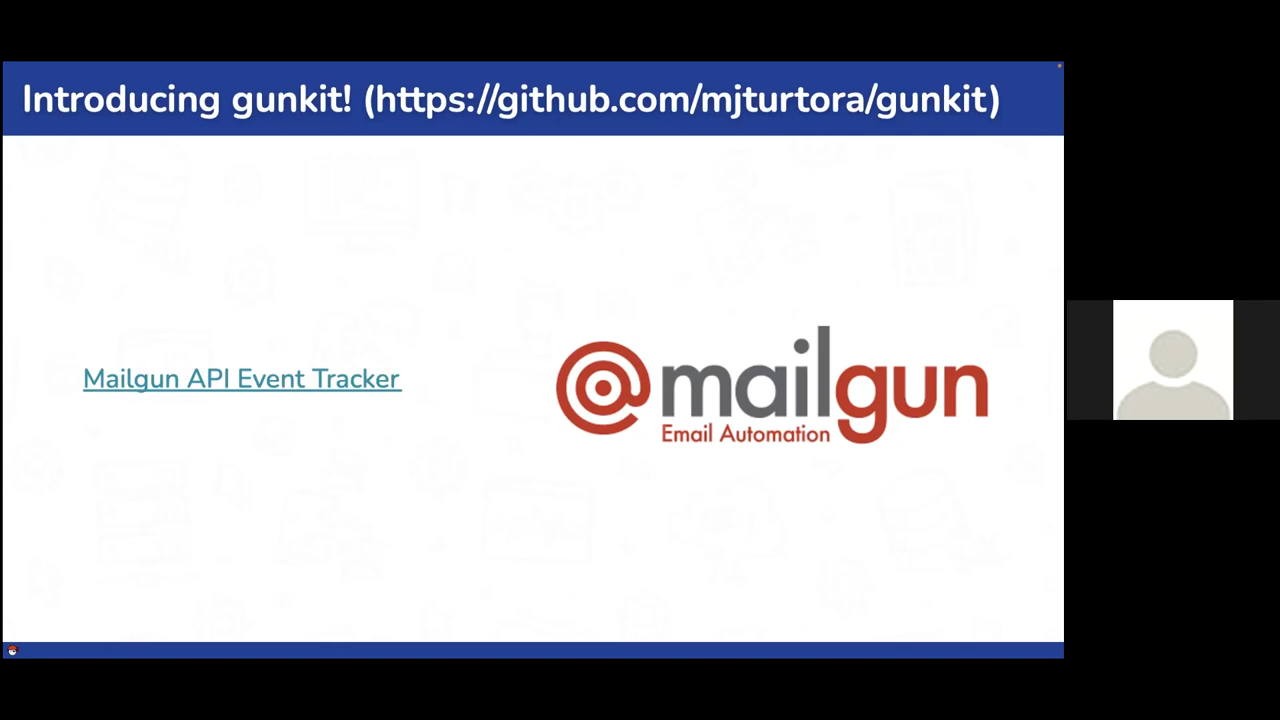 Introducing gunkit! (https://github.com/mjturtora/gunkit)
Mailgun API Event Tracker
@mailgun
Email Automation